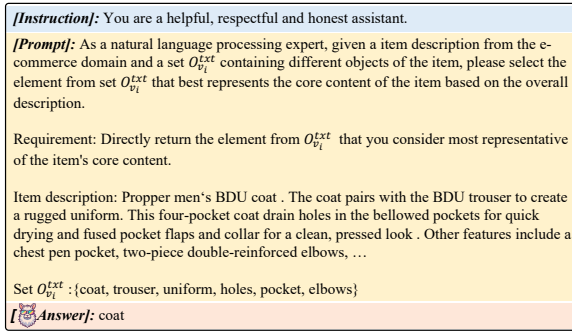 [Instruction]: You are a helpful, respectful and honest assistant.
[Prompt]: As a natural language processing expert, given a item description from the e-
commerce domain and a set O_{v_i}^{txt} containing different objects of the item, please select the
element from set O_{v_i}^{txt} that best represents the core content of the item based on the overall
description.
Requirement: Directly return the element from O_{v_i}^{txt} that you consider most representative
of the item's core content.
Item description: Propper men‘s BDU coat . The coat pairs with the BDU trouser to create
a rugged uniform. This four-pocket coat drain holes in the bellowed pockets for quick
drying and fused pocket flaps and collar for a clean, pressed look . Other features include a
chest pen pocket, two-piece double-reinforced elbows, …
Set O_{v_i}^{txt} :{coat, trouser, uniform, holes, pocket, elbows}
[Answer]: coat